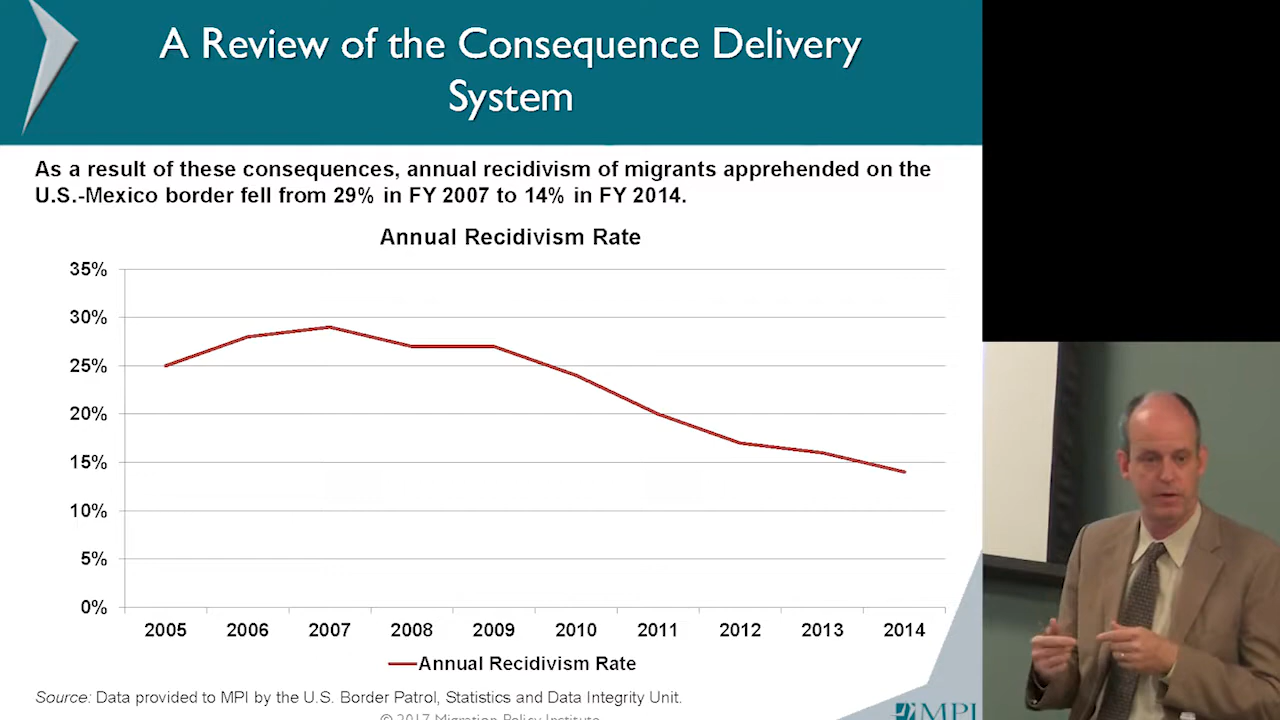 A Review of the Consequence Delivery
System
As a result of these consequences, annual recidivism of migrants apprehended on the
U.S.-Mexico border fell from 29% in FY 2007 to 14% in FY 2014.
Annual Recidivism Rate
35%
30%
25%
20%
15%
10%
5%
0%
2005 2006 2007 2008 2009 2010 2011 2012 2013 2014
Annual Recidivism Rate
Source: Data provided to MPI by the U.S. Border Patrol, Statistics and Data Integrity Unit.
© 2017 Migration Policy Institute
MPI